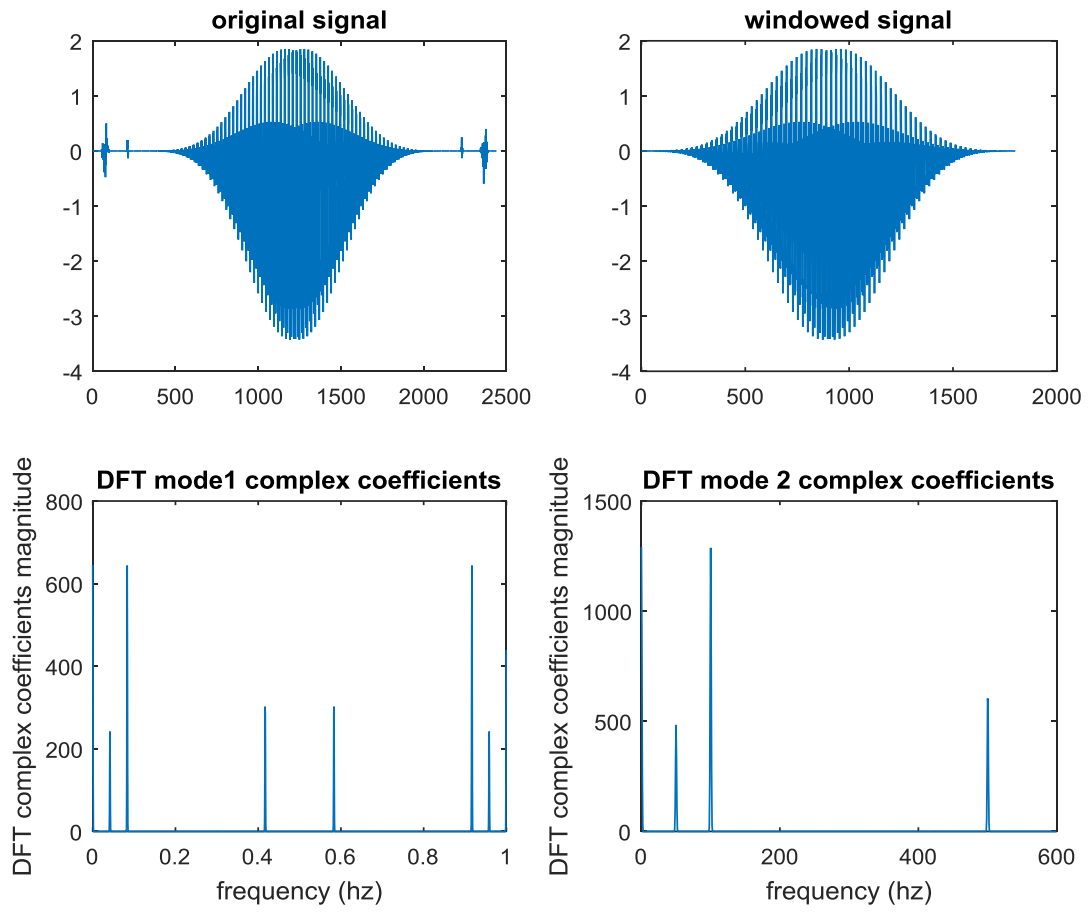 original signal
2
1
0
-1
-2
-3
-4
0 500 1000 1500 2000 2500
windowed signal
2
1
0
-1
-2
-3
-4
0 500 1000 1500 2000
DFT mode1 complex coefficients
DFT complex coefficients magnitude
800
600
400
200
0
0 0.2 0.4 0.6 0.8 1
frequency (hz)
DFT mode 2 complex coefficients
DFT complex coefficients magnitude
1500
1000
500
0
0 200 400 600
frequency (hz)